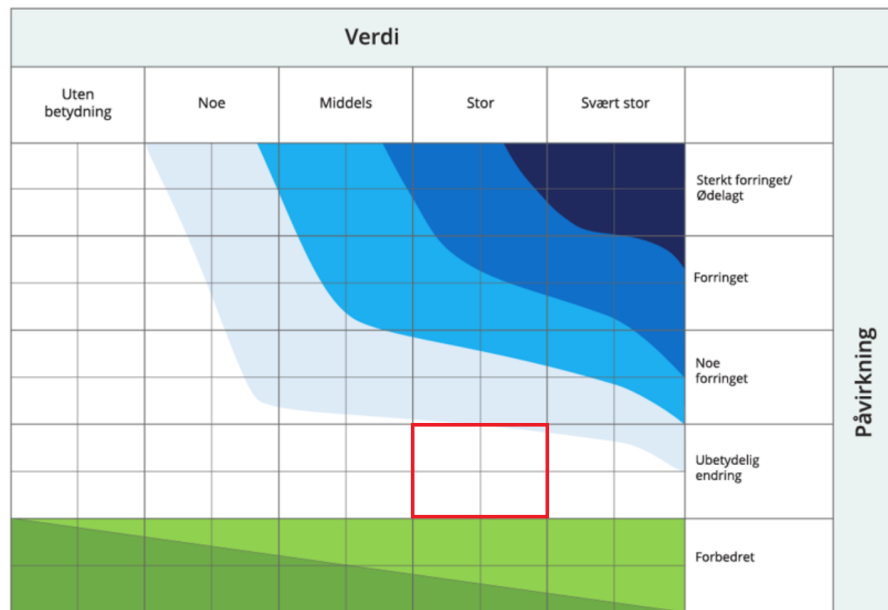 Verdi
Uten
betydning
Noe
Middels
Stor
Svært stor
Sterkt forringet/
Ødelagt
Forringet
Noe
forringet
Ubetydelig
endring
Forbedret
Påvirkning